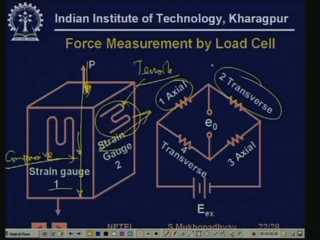 Indian Institute of Technology, Kharagpur
Force Measurement by Load Cell
P
Tensile
1 Axial
2 Transverse
Strain
Gauge
2
e0
Compressive
Strain gauge
1
Transverse
3 Axial
Eex
NPTEL
S.Mukhopadhyay
22/28